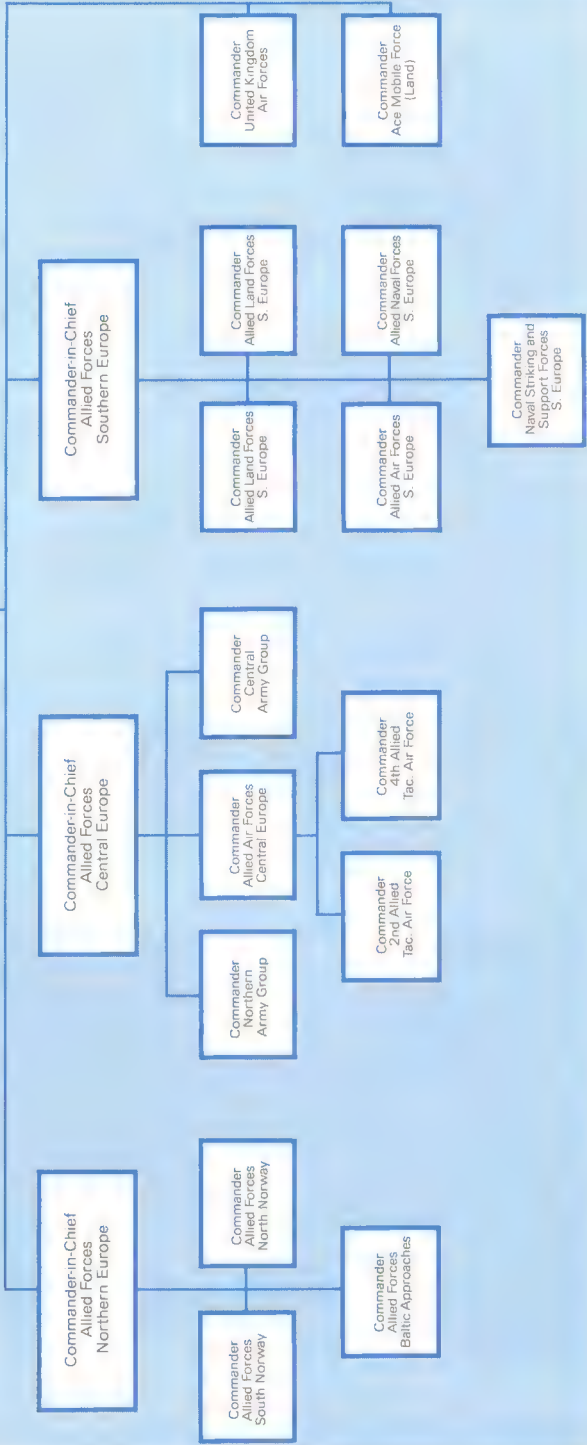 Commander-in-Chief
Allied Forces
Northern Europe
Commander
Allied Forces
South Norway
Commander
Allied Forces
North Norway
Commander
Allied Forces
Baltic Approaches
Commander-in-Chief
Allied Forces
Central Europe
Commander
Northern
Army Group
Commander
Allied Air Forces
Central Europe
Commander
Central
Army Group
Commander
2nd Allied
Tac. Air Force
Commander
4th Allied
Tac. Air Force
Commander-in-Chief
Allied Forces
Southern Europe
Commander
Allied Land Forces
S. Europe
Commander
Allied Land Forces
S. Europe
Commander
Allied Air Forces
S. Europe
Commander
Allied Naval Forces
S. Europe
Commander
Naval Striking and
Support Forces
S. Europe
Commander
United Kingdom
Air Forces
Commander
Ace Mobile Force
(Land)